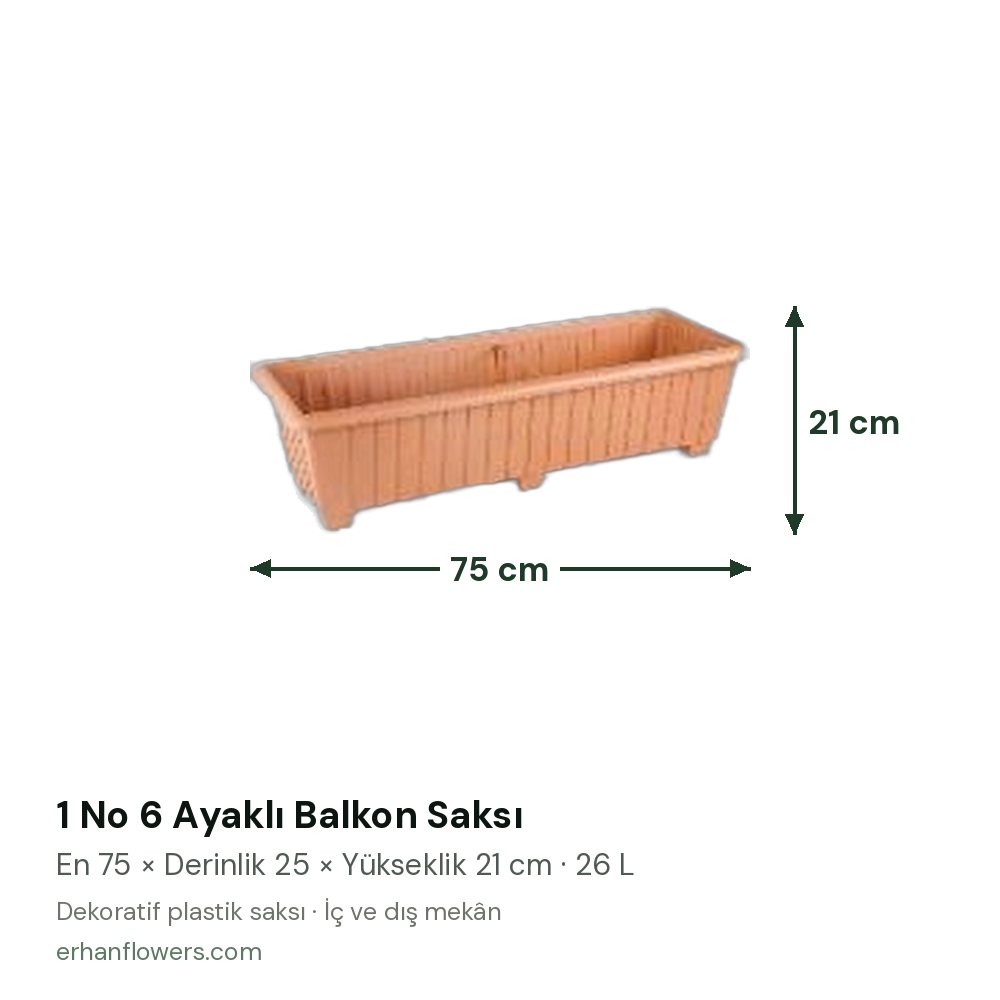 21 cm
75 cm
1 No 6 Ayaklı Balkon Saksı
En 75 × Derinlik 25 × Yükseklik 21 cm · 26 L
Dekoratif plastik saksı · İç ve dış mekân
erhanflowers.com